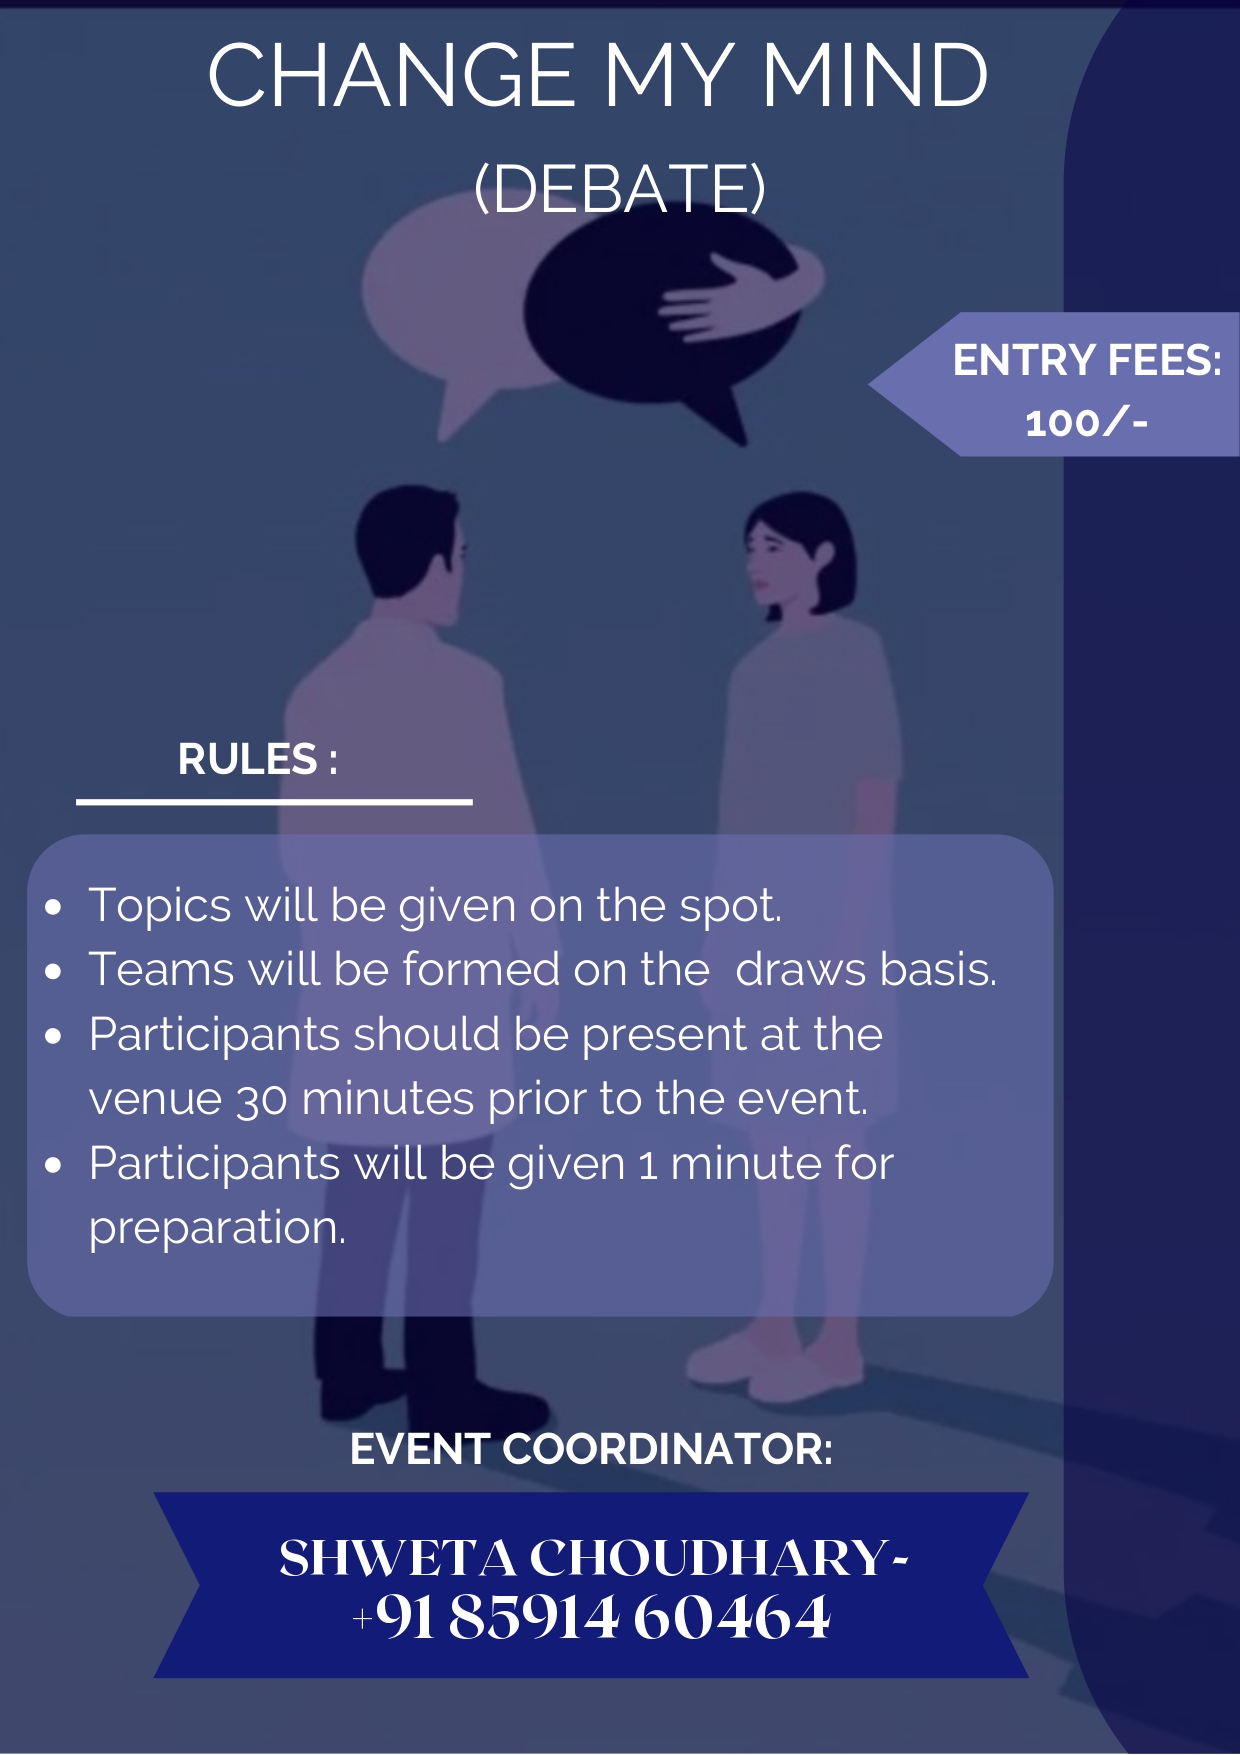 CHANGE MY MIND
(DEBATE)
ENTRY FEES:
100/-
RULES :
• Topics will be given on the spot.
• Teams will be formed on the  draws basis.
• Participants should be present at the
venue 30 minutes prior to the event.
• Participants will be given 1 minute for
preparation.
EVENT COORDINATOR:
SHWETA CHOUDHARY-
+91 85914 60464